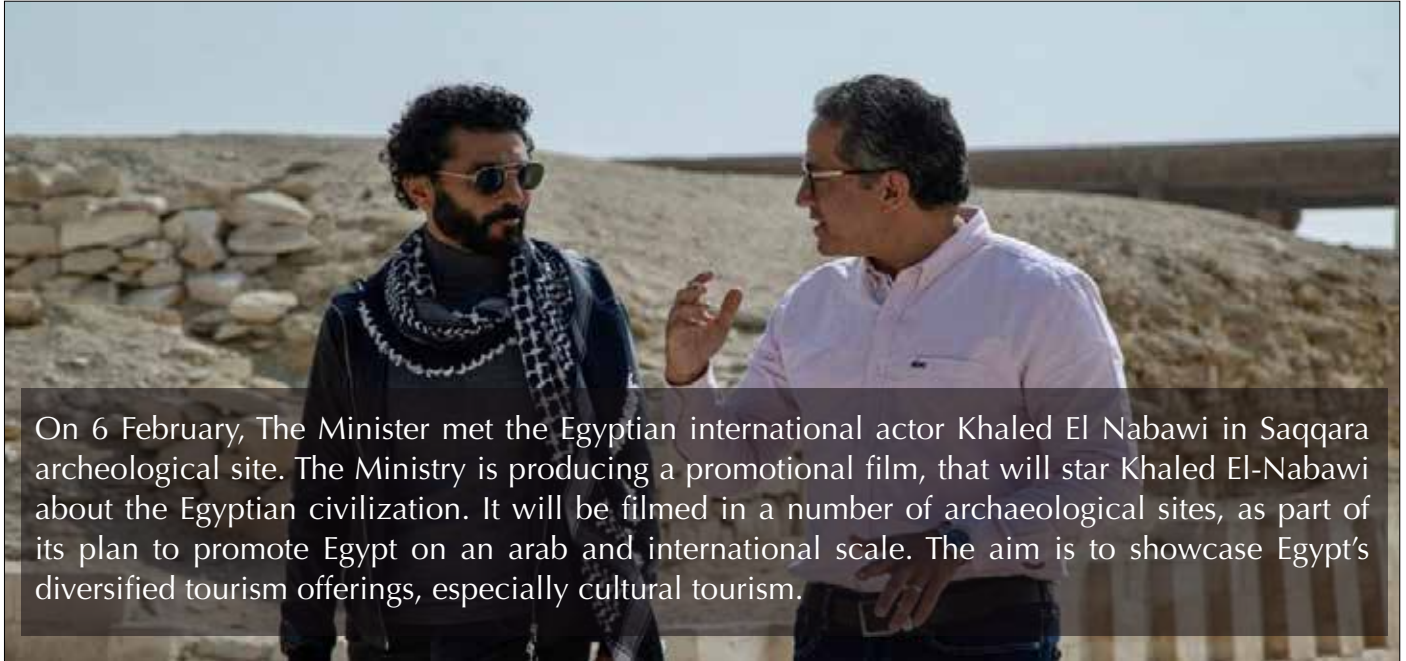 On 6 February, The Minister met the Egyptian international actor Khaled El Nabawi in Saqqara
archeological site. The Ministry is producing a promotional film, that will star Khaled El-Nabawi
about the Egyptian civilization. It will be filmed in a number of archaeological sites, as part of
its plan to promote Egypt on an arab and international scale. The aim is to showcase Egypt’s
diversified tourism offerings, especially cultural tourism.